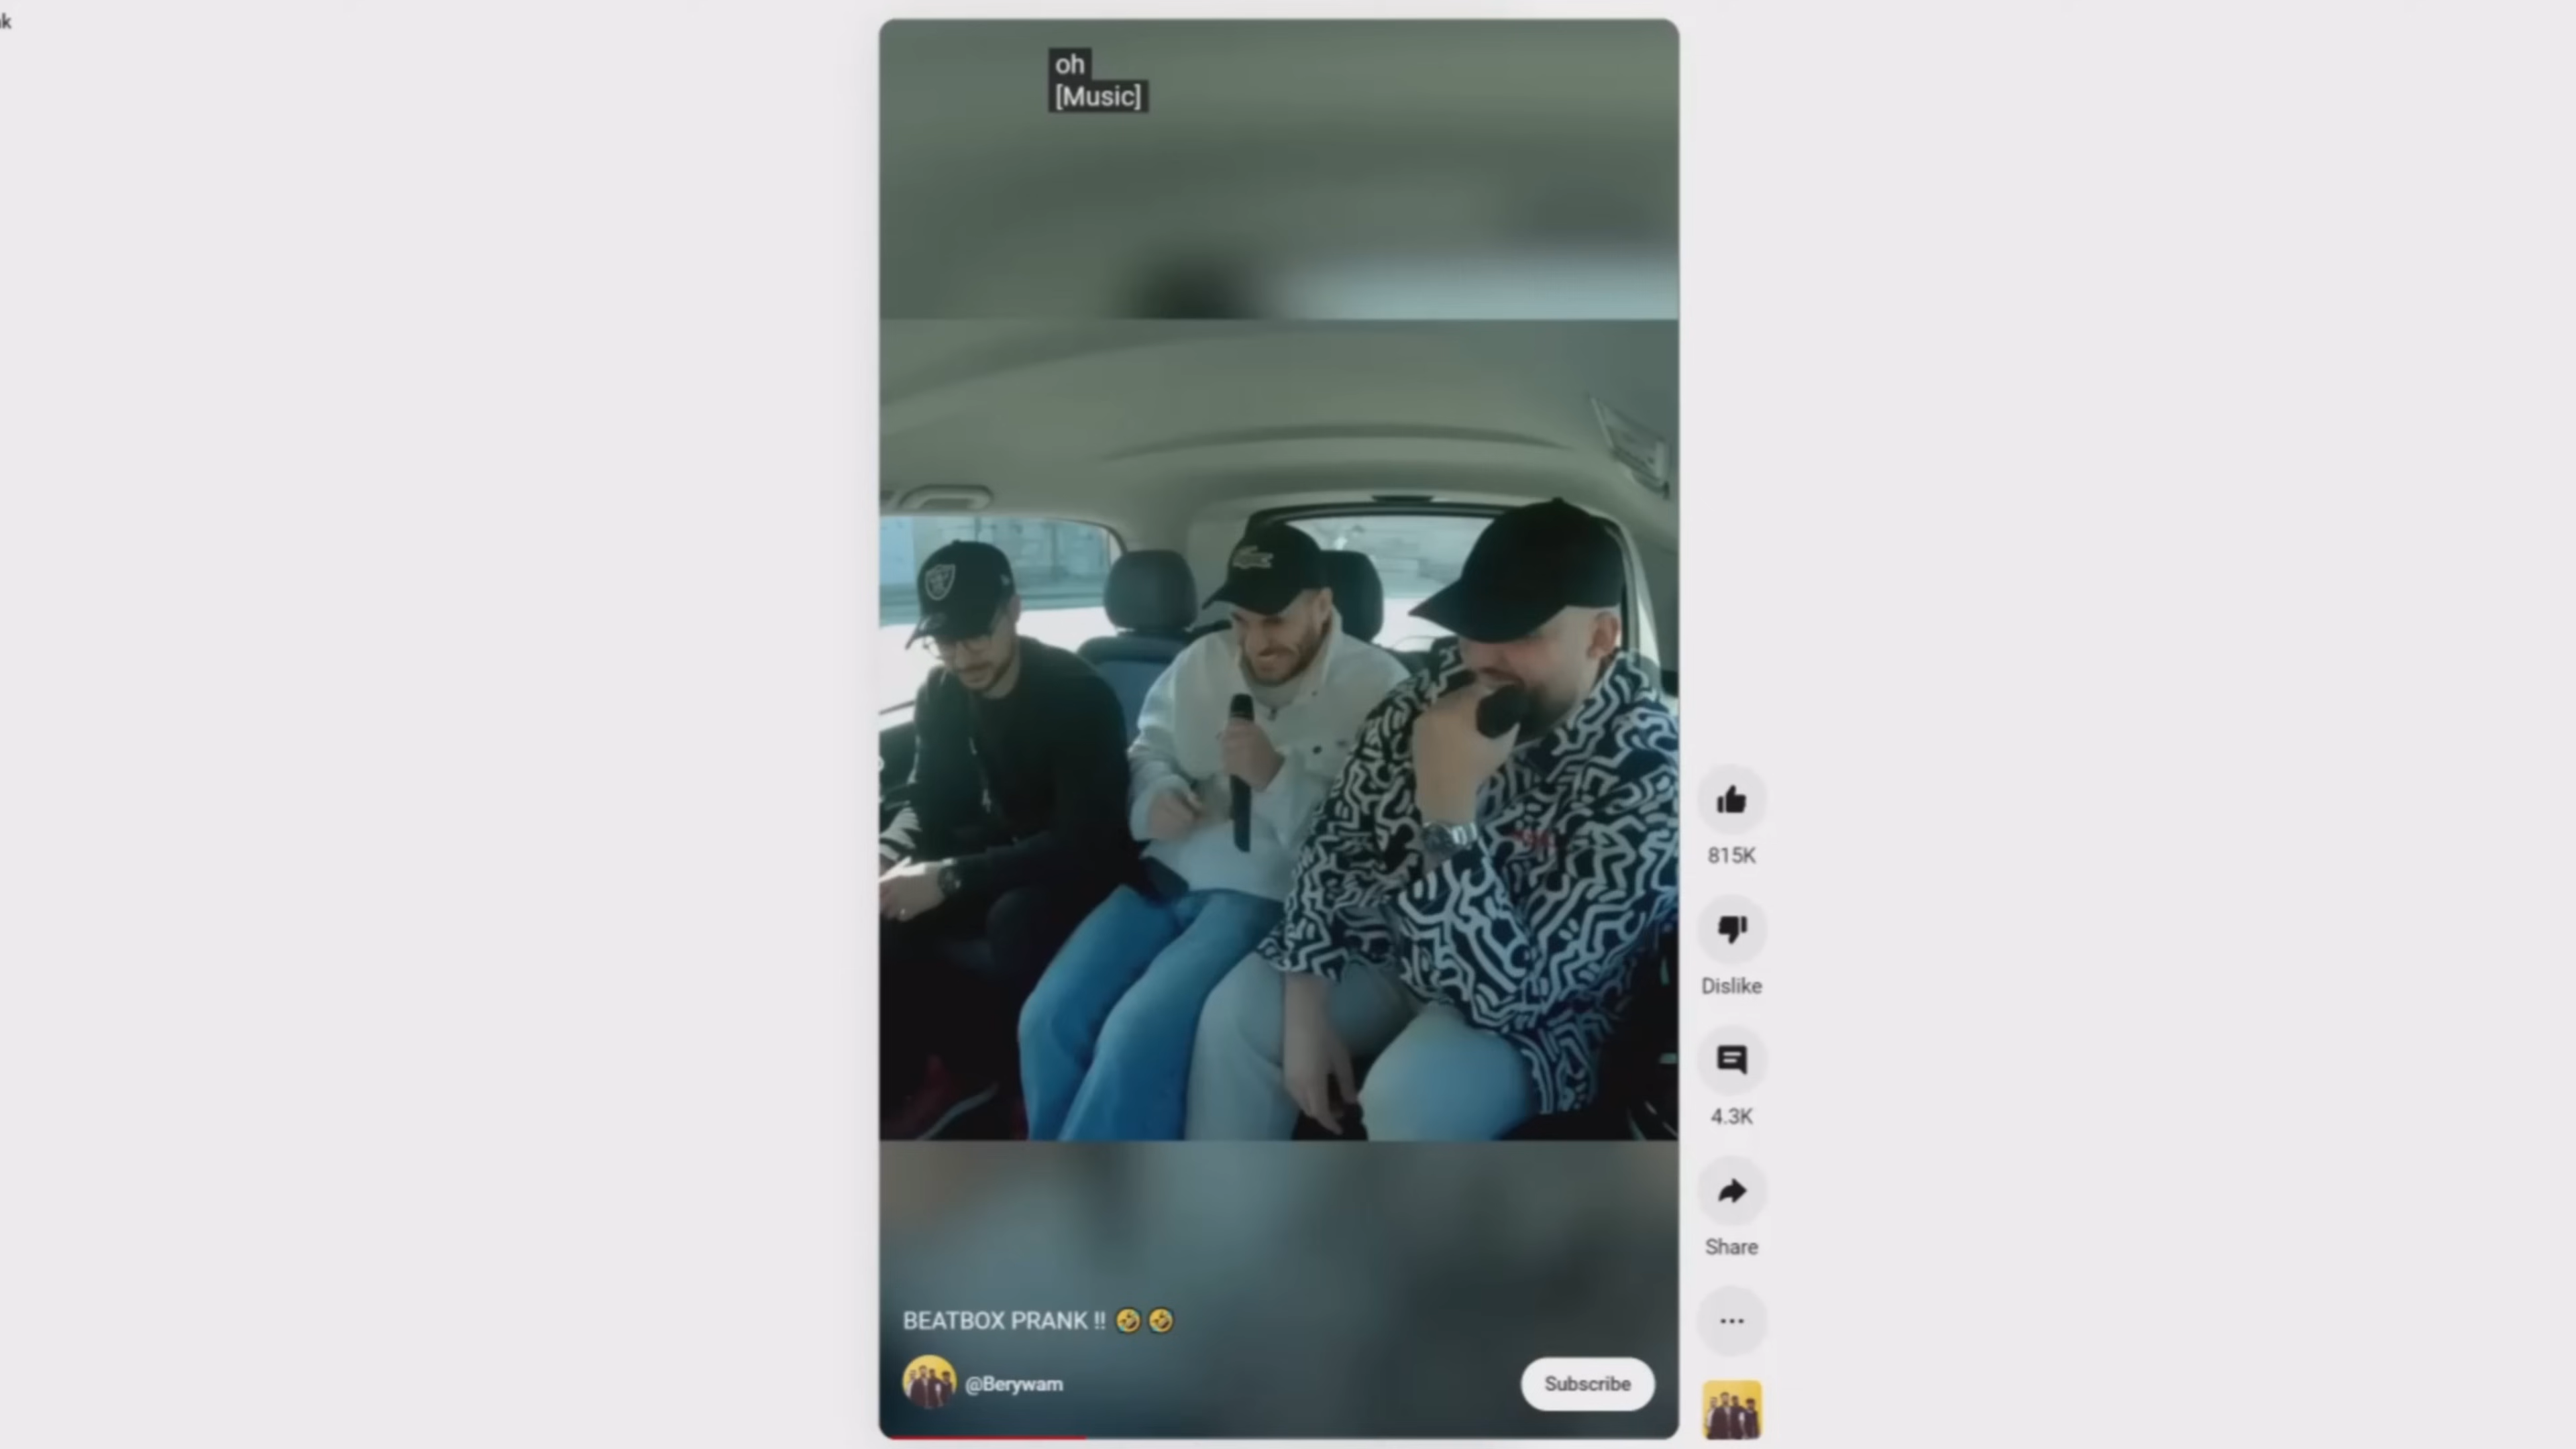 oh
[Music]
815K
Dislike
4.3K
Share
BEATBOX PRANK !! 🤣 🤣
@Berywam
Subscribe